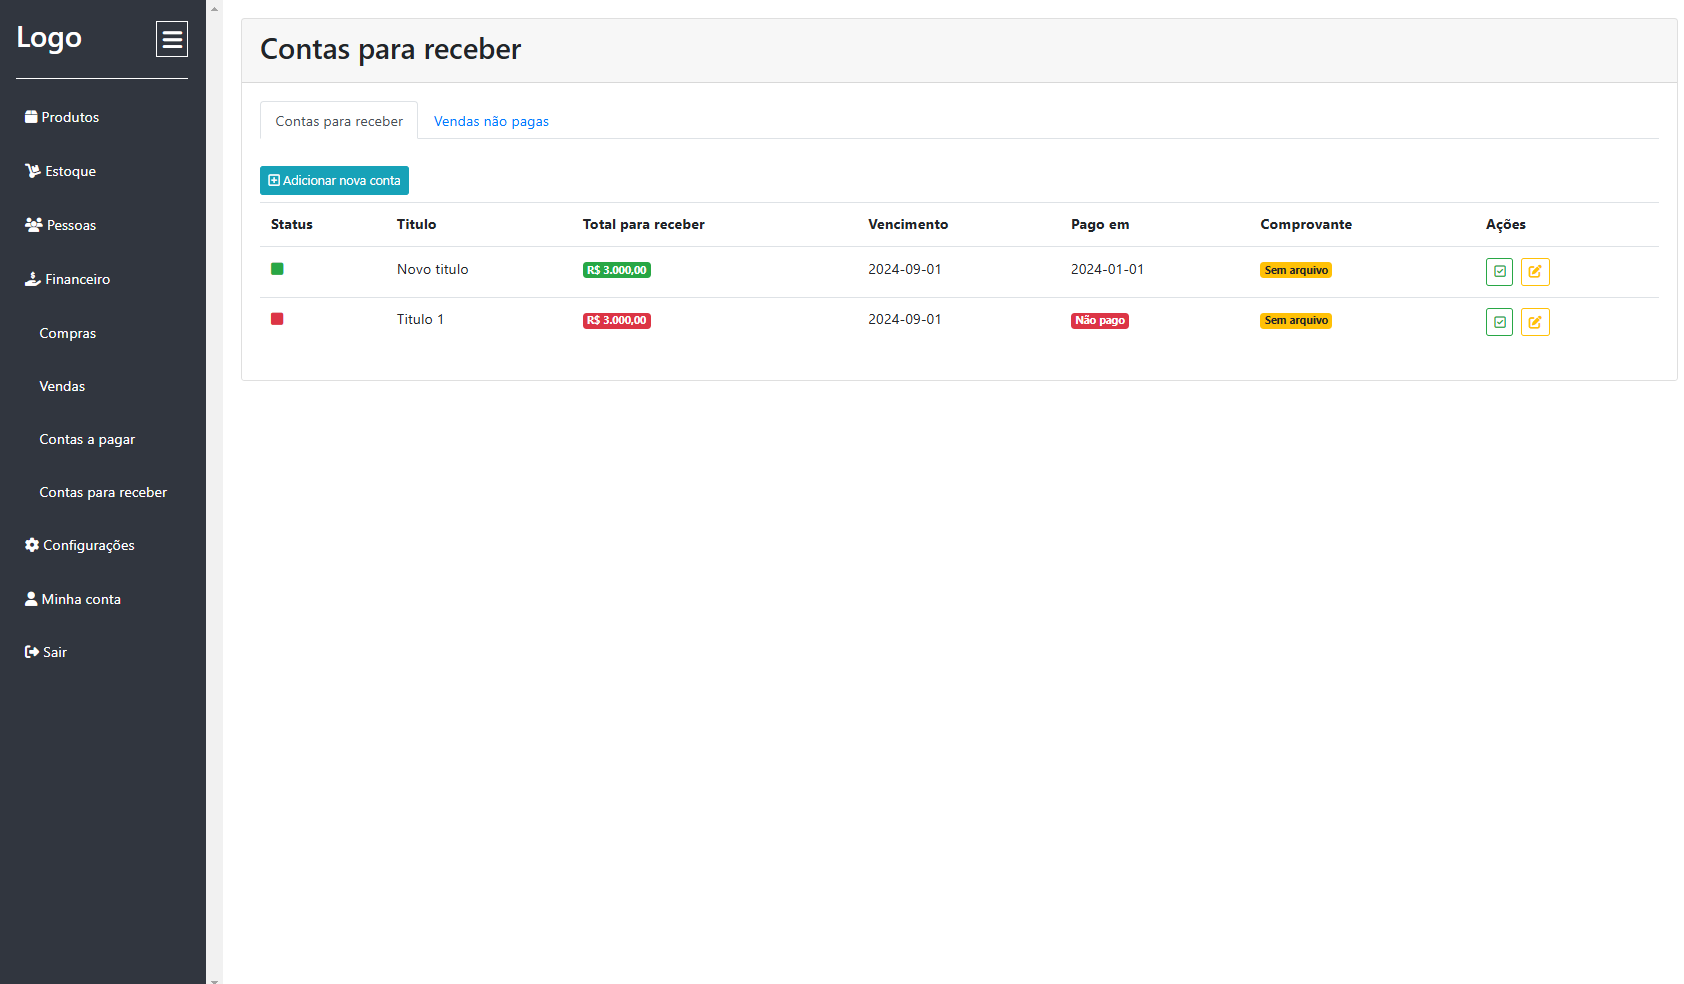 Logo
Produtos
Estoque
Pessoas
Financeiro
Compras
Vendas
Contas a pagar
Contas para receber
Configurações
Minha conta
Sair
Contas para receber
Contas para receber Vendas não pagas
Adicionar nova conta
Status Titulo Total para receber Vencimento Pago em Comprovante Ações
Novo titulo R$ 3.000,00 2024-09-01 2024-01-01 Sem arquivo
Titulo 1 R$ 3.000,00 2024-09-01 Não pago Sem arquivo